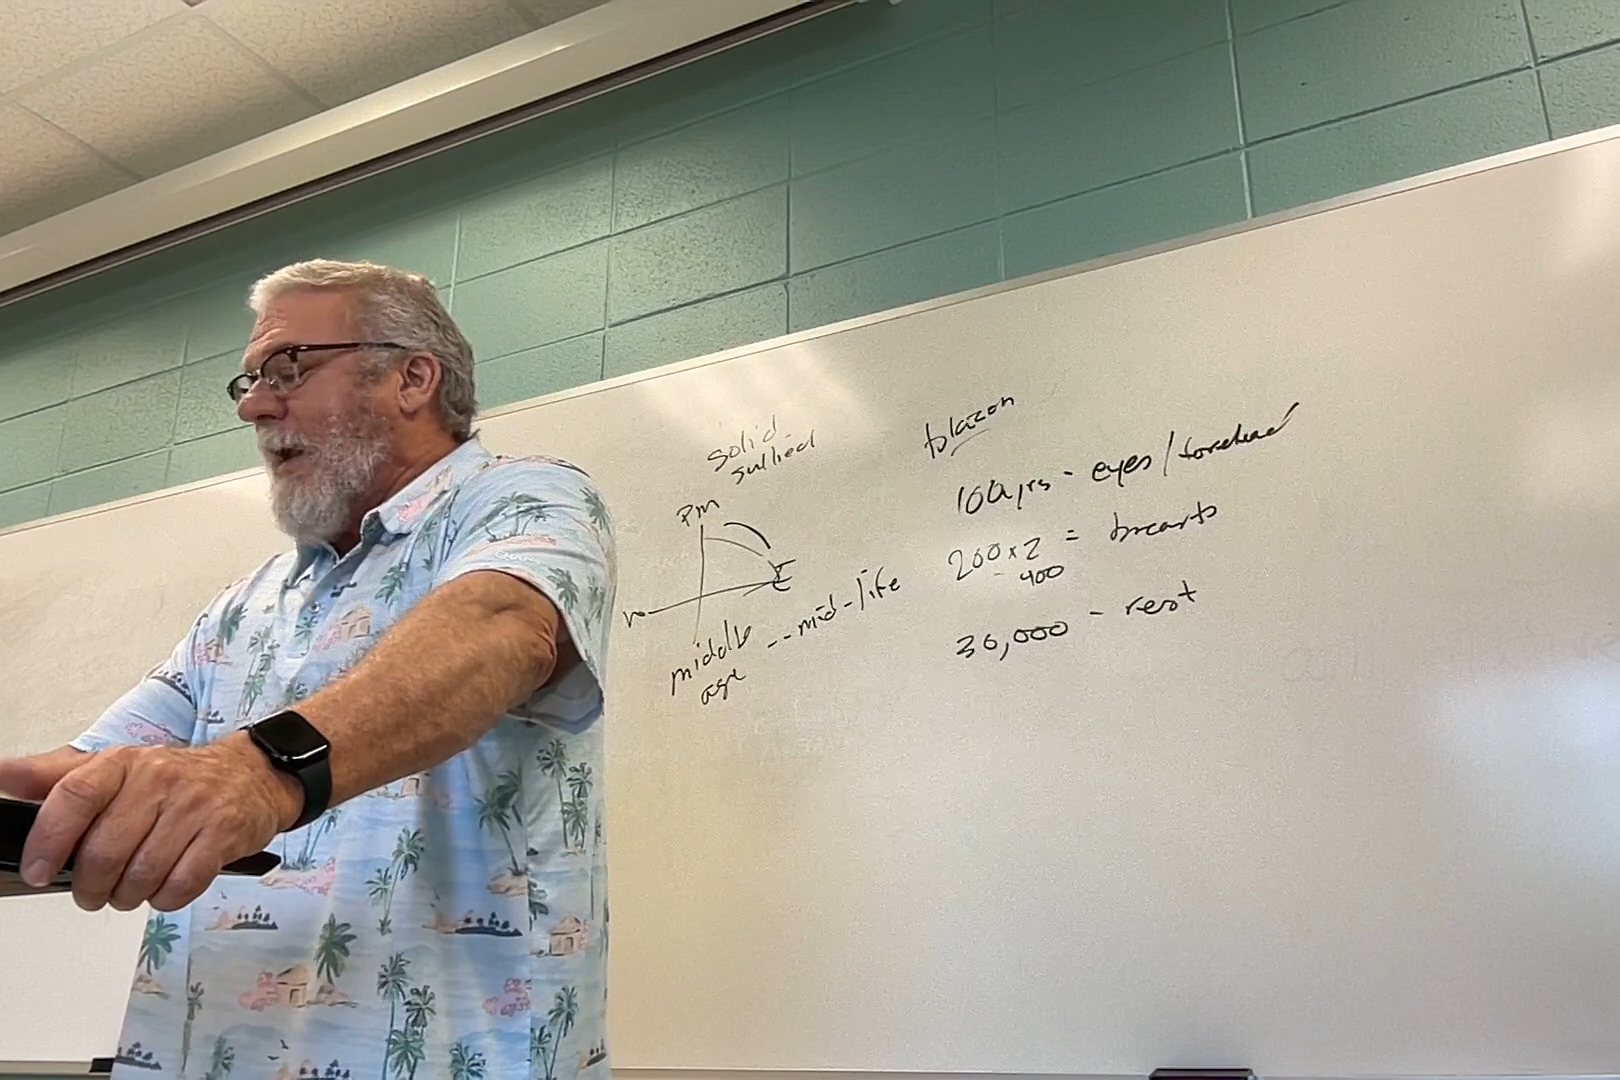 solid
sullied
PM
E
middle -- mid-life
age
blazon
100 yrs - eyes/forehead
200 x 2 = breasts
- 400
30,000 - rest